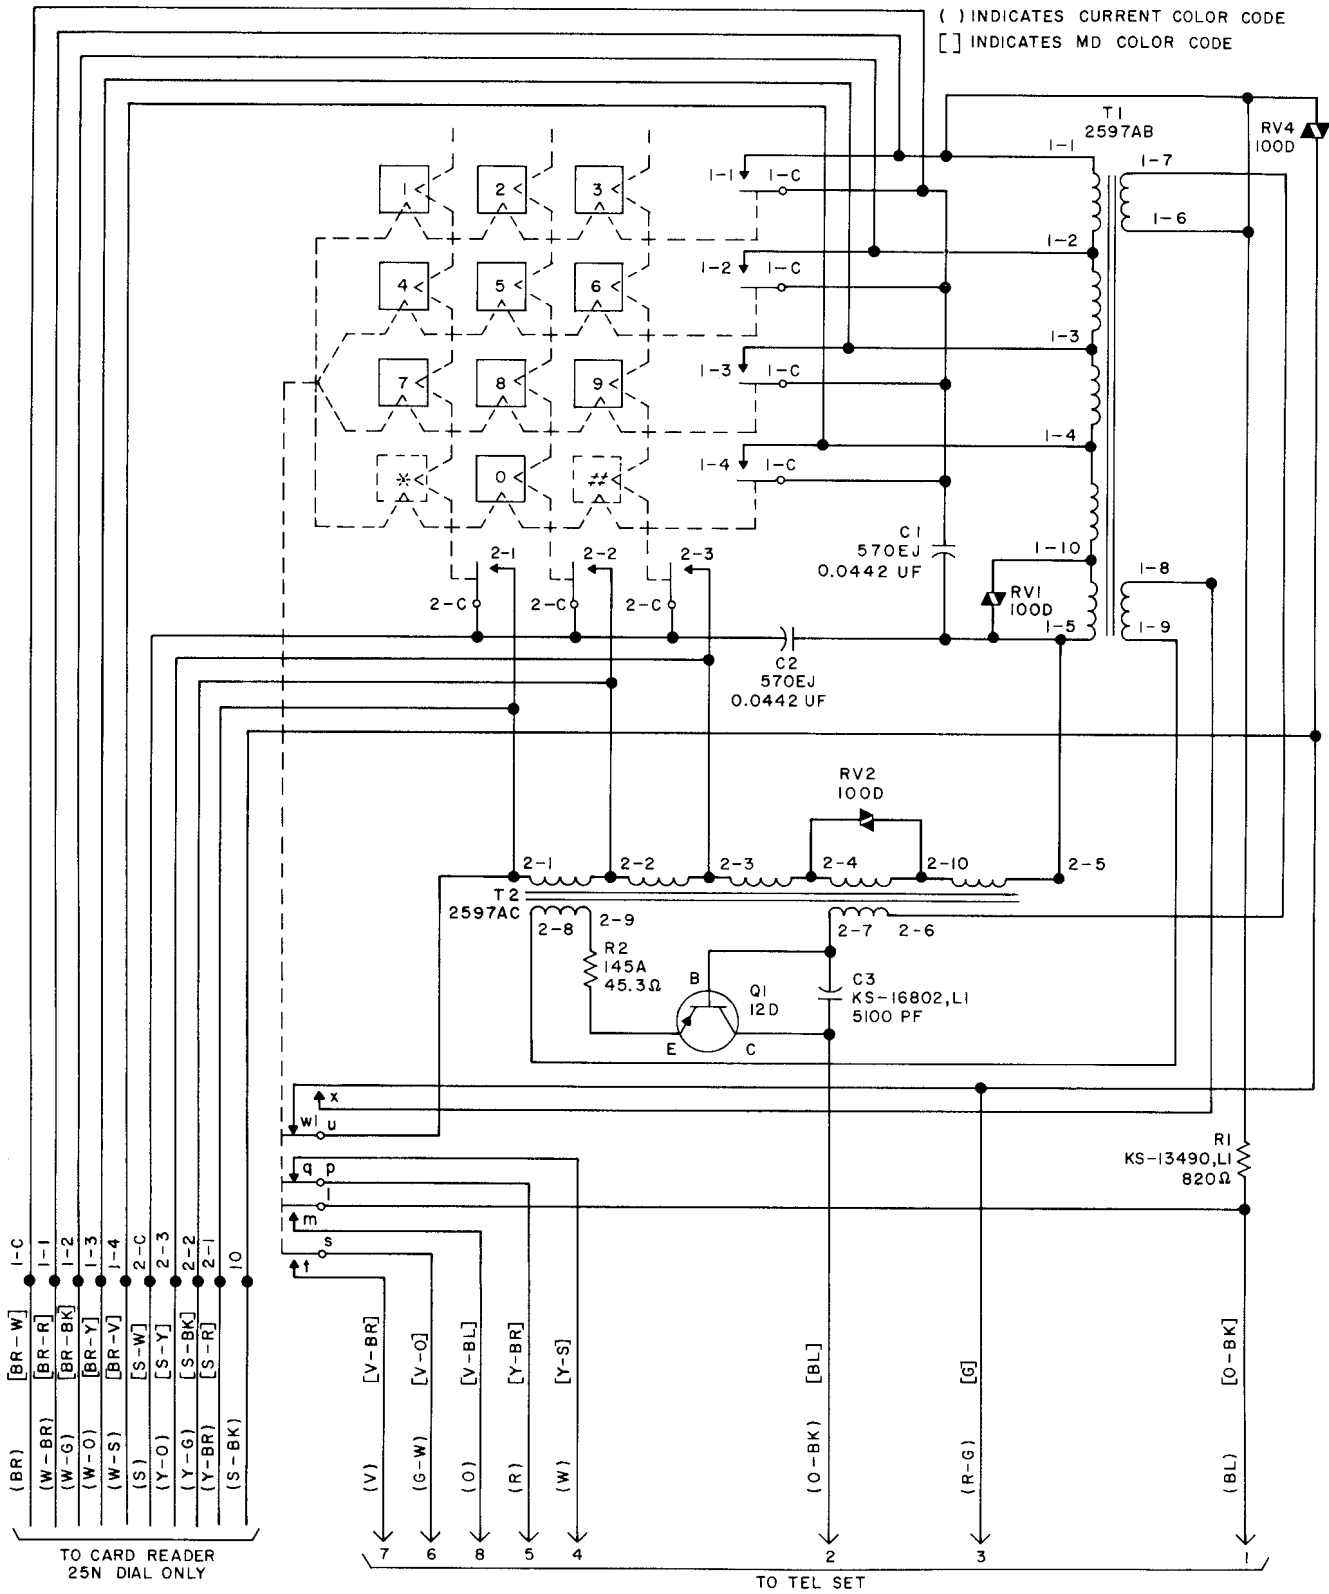 ( ) INDICATES CURRENT COLOR CODE
[ ] INDICATES MD COLOR CODE
T1
2597AB
RV4
100D
1-1
1-7
1-6
1-1
1-C
1
2
3
1-2
1-2
1-C
4
5
6
1-3
1-3
1-C
7
8
9
1-4
1-4
1-C
*
0
#
C1
570EJ
0.0442 UF
1-10
1-8
RV1
100D
1-5
1-9
2-1
2-2
2-3
2-C
2-C
2-C
C2
570EJ
0.0442 UF
RV2
100D
2-1
2-2
2-3
2-4
2-10
2-5
T2
2597AC
2-8
2-9
2-7
2-6
R2
145A
45.3Ω
B
Q1
12D
E
C
C3
KS-16802,L1
5100 PF
x
w
u
q
p
l
m
s
t
R1
KS-13490,L1
820Ω
1-C
1-1
1-2
1-3
1-4
2-C
2-3
2-2
2-1
10
[BR-W]
[BR-R]
[BR-BK]
[BR-Y]
[BR-V]
[S-W]
[S-Y]
[S-BK]
[S-R]
[V-BR]
[V-O]
[V-BL]
[Y-BR]
[Y-S]
[BL]
[G]
[O-BK]
(BR)
(W-BR)
(W-G)
(W-O)
(W-S)
(S)
(Y-O)
(Y-G)
(Y-BR)
(S-BK)
(V)
(G-W)
(O)
(R)
(W)
(O-BK)
(R-G)
(BL)
7
6
8
5
4
2
3
1
TO CARD READER
25N DIAL ONLY
TO TEL SET